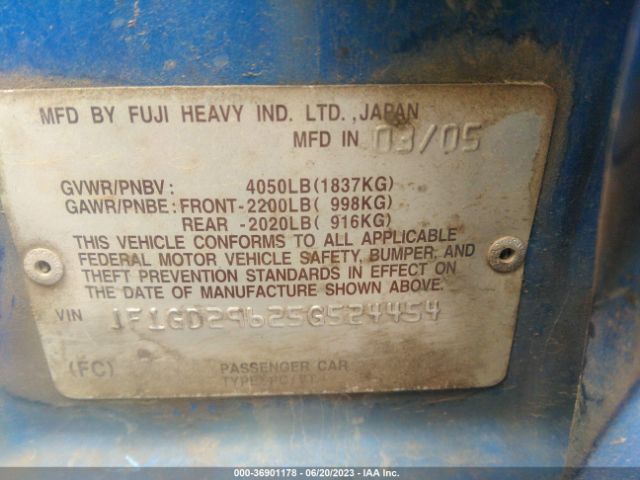 MFD BY FUJI HEAVY IND. LTD. ,JAPAN
MFD IN 03/05
GVWR/PNBV : 4050LB(1837KG)
GAWR/PNBE : FRONT-2200LB( 998KG)
REAR -2020LB( 916KG)
THIS VEHICLE CONFORMS TO ALL APPLICABLE
FEDERAL MOTOR VEHICLE SAFETY, BUMPER, AND
THEFT PREVENTION STANDARDS IN EFFECT ON
THE DATE OF MANUFACTURE SHOWN ABOVE.
VIN JF1GD29625G524454
(FC) PASSENGER CAR
TYPE:
000-36901178 - 06/20/2023 - IAA Inc.